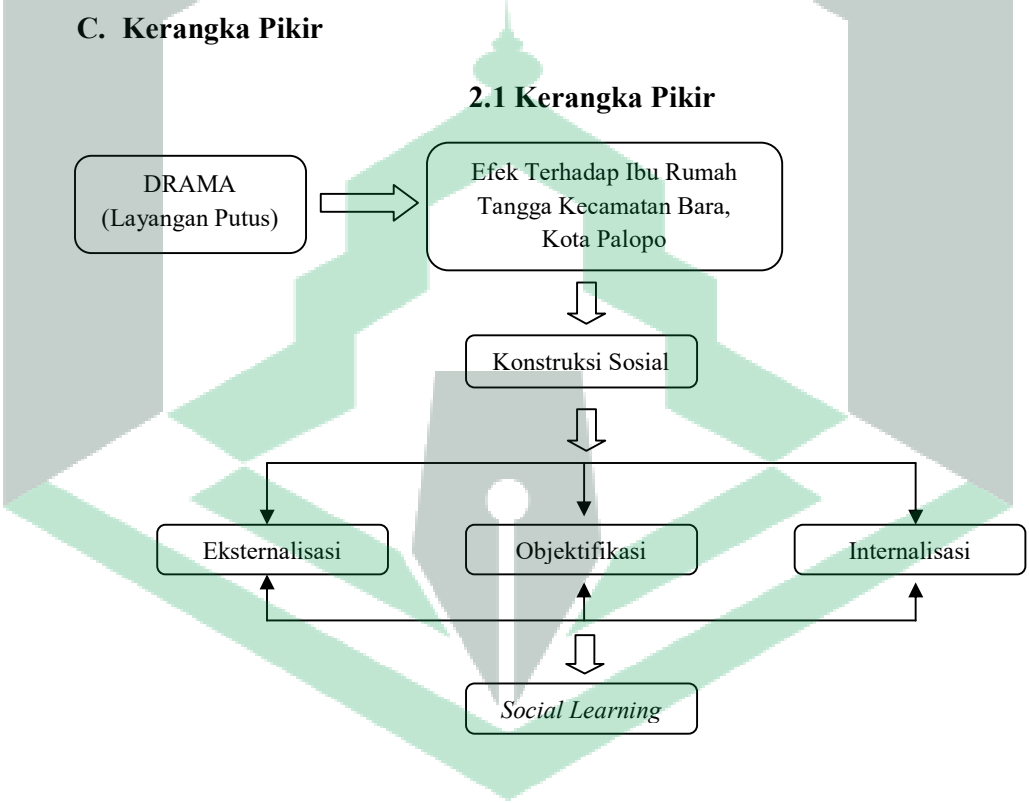 C. Kerangka Pikir
2.1 Kerangka Pikir
DRAMA
(Layangan Putus)
Efek Terhadap Ibu Rumah
Tangga Kecamatan Bara,
Kota Palopo
Konstruksi Sosial
Eksternalisasi
Objektifikasi
Internalisasi
Social Learning